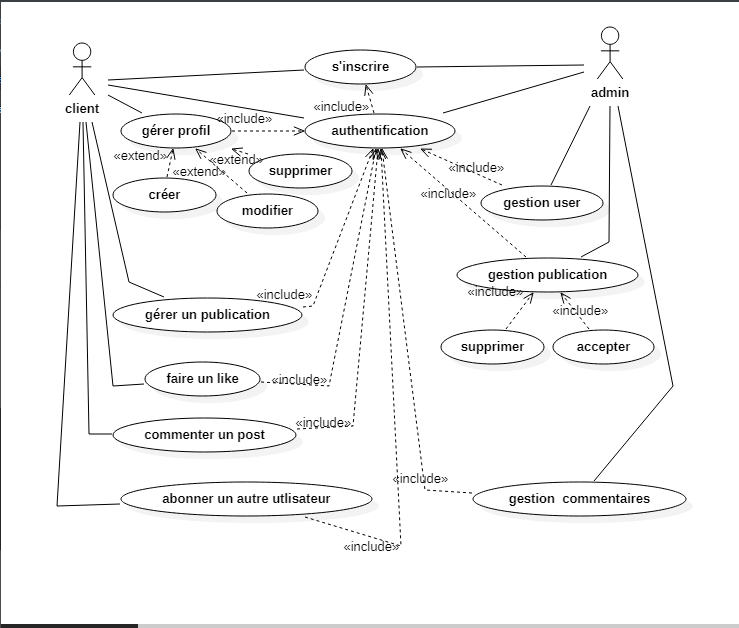 s'inscrire
client
admin
«include»
«include»
gérer profil
authentification
«extend»
«extend»
«extend»
«include»
supprimer
créer
«include»
modifier
gestion user
gestion publication
«include»
«include»
gérer un publication
«include»
supprimer
accepter
faire un like
«include»
«include»
commenter un post
«include»
abonner un autre utlisateur
gestion  commentaires
«include»